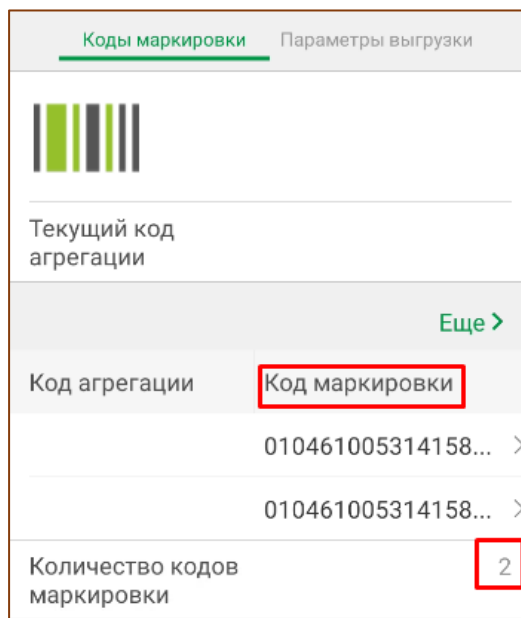 Коды маркировки Параметры выгрузки
Текущий код
агрегации
Еще >
Код агрегации Код маркировки
010461005314158... >
010461005314158... >
Количество кодов 2
маркировки